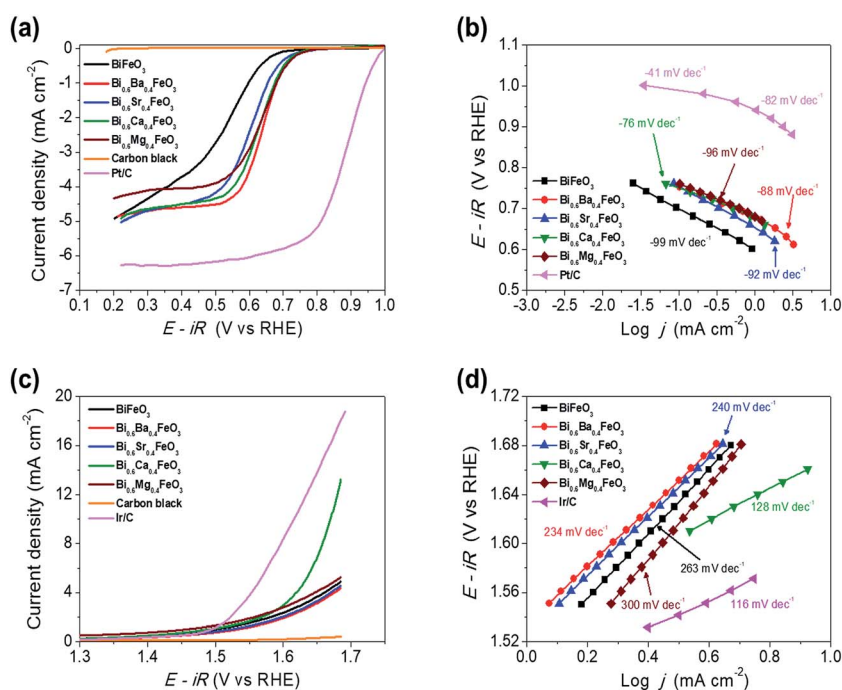 (a)
Current density (mA cm⁻²)
0
-1
-2
-3
-4
-5
-6
-7
BiFeO₃
Bi₀.₆Ba₀.₄FeO₃
Bi₀.₆Sr₀.₄FeO₃
Bi₀.₆Ca₀.₄FeO₃
Bi₀.₆Mg₀.₄FeO₃
Carbon black
Pt/C
0.1 0.2 0.3 0.4 0.5 0.6 0.7 0.8 0.9 1.0
E - iR (V vs RHE)
(b)
E - iR (V vs RHE)
1.1
1.0
0.9
0.8
0.7
0.6
0.5
-41 mV dec⁻¹
-82 mV dec⁻¹
-76 mV dec⁻¹
-96 mV dec⁻¹
-88 mV dec⁻¹
-99 mV dec⁻¹
-92 mV dec⁻¹
BiFeO₃
Bi₀.₆Ba₀.₄FeO₃
Bi₀.₆Sr₀.₄FeO₃
Bi₀.₆Ca₀.₄FeO₃
Bi₀.₆Mg₀.₄FeO₃
Pt/C
-3.0 -2.5 -2.0 -1.5 -1.0 -0.5 0.0 0.5 1.0
Log j (mA cm⁻²)
(c)
Current density (mA cm⁻²)
20
16
12
8
4
0
BiFeO₃
Bi₀.₆Ba₀.₄FeO₃
Bi₀.₆Sr₀.₄FeO₃
Bi₀.₆Ca₀.₄FeO₃
Bi₀.₆Mg₀.₄FeO₃
Carbon black
Ir/C
1.3 1.4 1.5 1.6 1.7
E - iR (V vs RHE)
(d)
E - iR (V vs RHE)
1.72
1.68
1.64
1.60
1.56
1.52
BiFeO₃
Bi₀.₆Ba₀.₄FeO₃
Bi₀.₆Sr₀.₄FeO₃
Bi₀.₆Ca₀.₄FeO₃
Bi₀.₆Mg₀.₄FeO₃
Ir/C
240 mV dec⁻¹
128 mV dec⁻¹
234 mV dec⁻¹
263 mV dec⁻¹
300 mV dec⁻¹
116 mV dec⁻¹
0.0 0.2 0.4 0.6 0.8 1.0
Log j (mA cm⁻²)